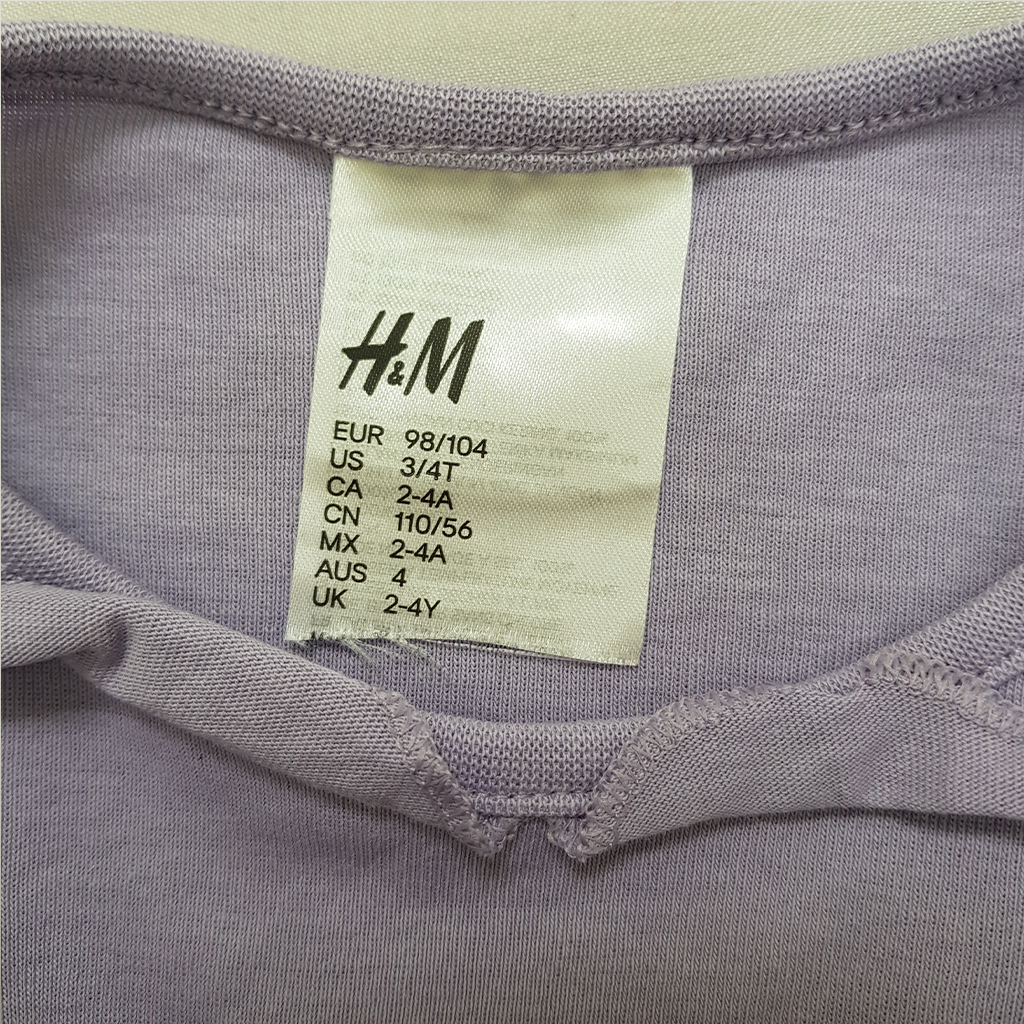 H&M
EUR 98/104
US 3/4T
CA 2-4A
CN 110/56
MX 2-4A
AUS 4
UK 2-4Y